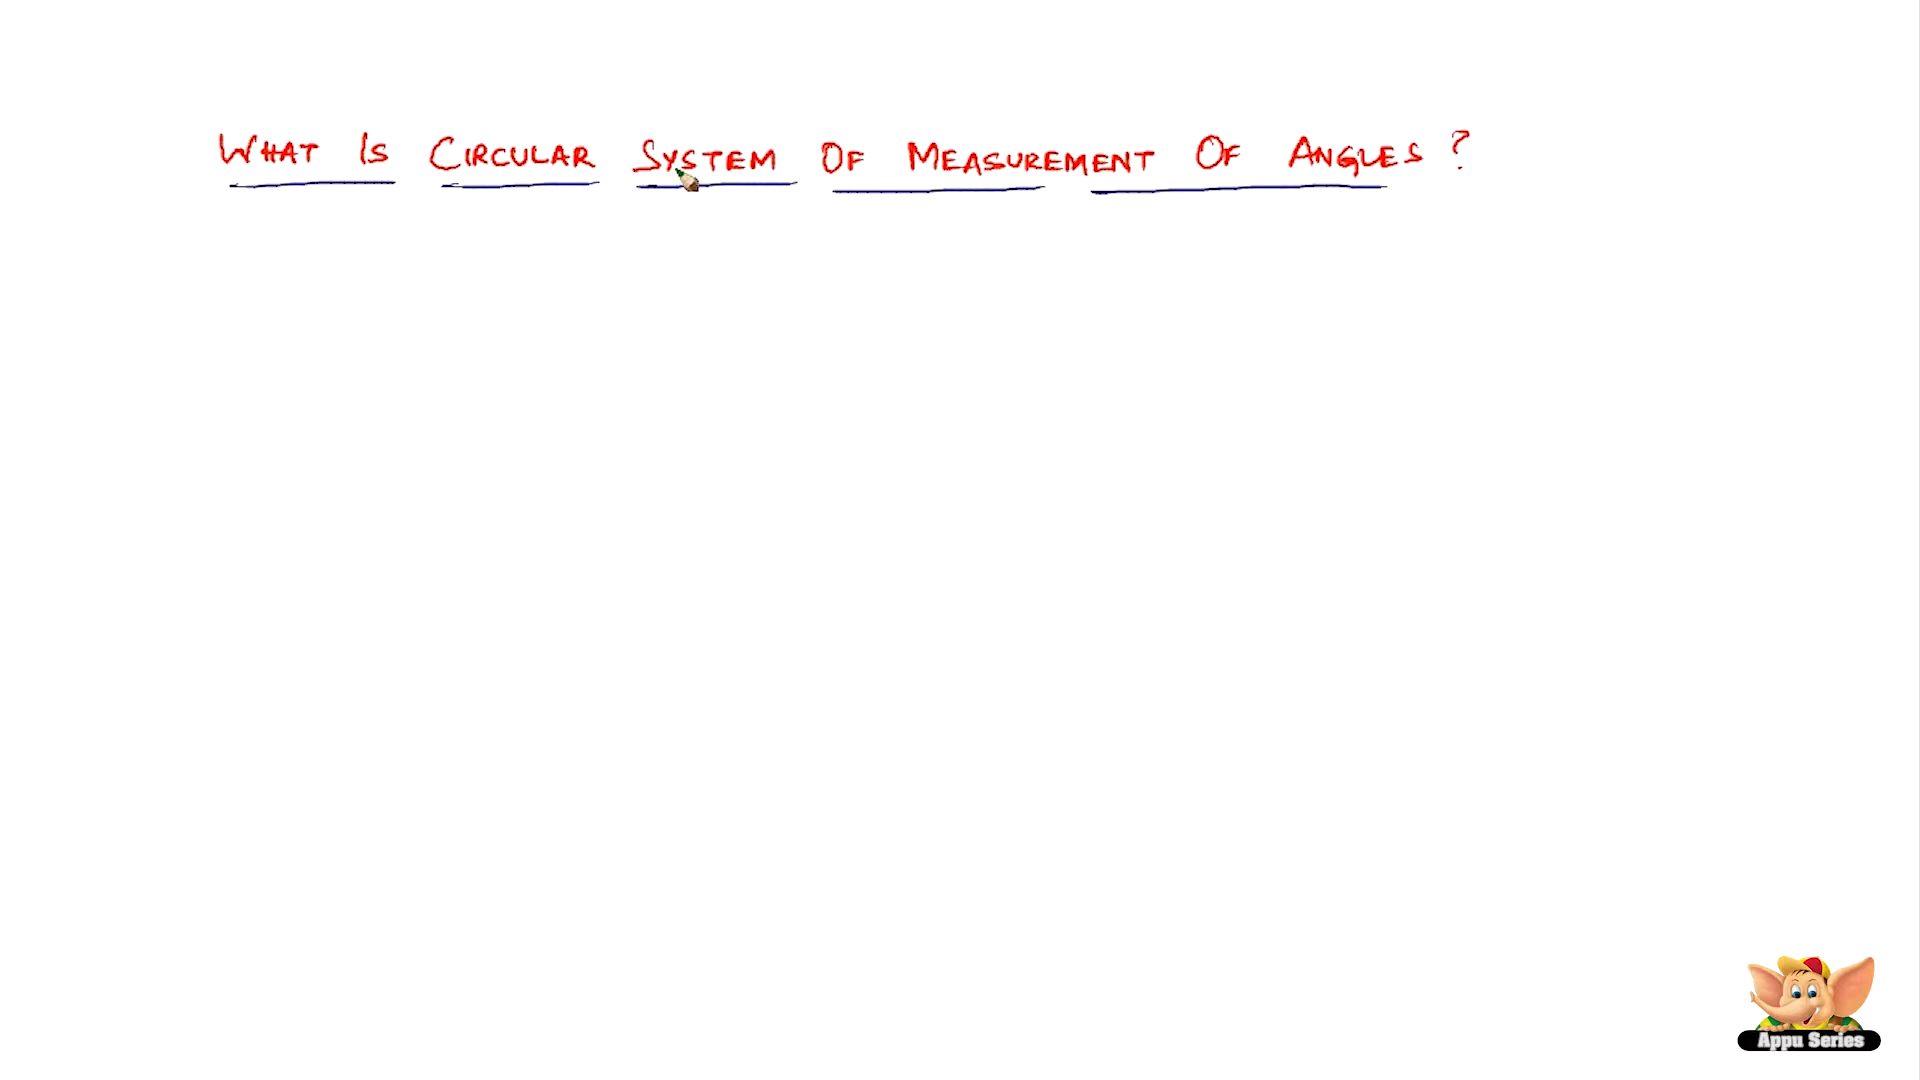 WHAT IS CIRCULAR SYSTEM OF MEASUREMENT OF ANGLES?
Appu Series